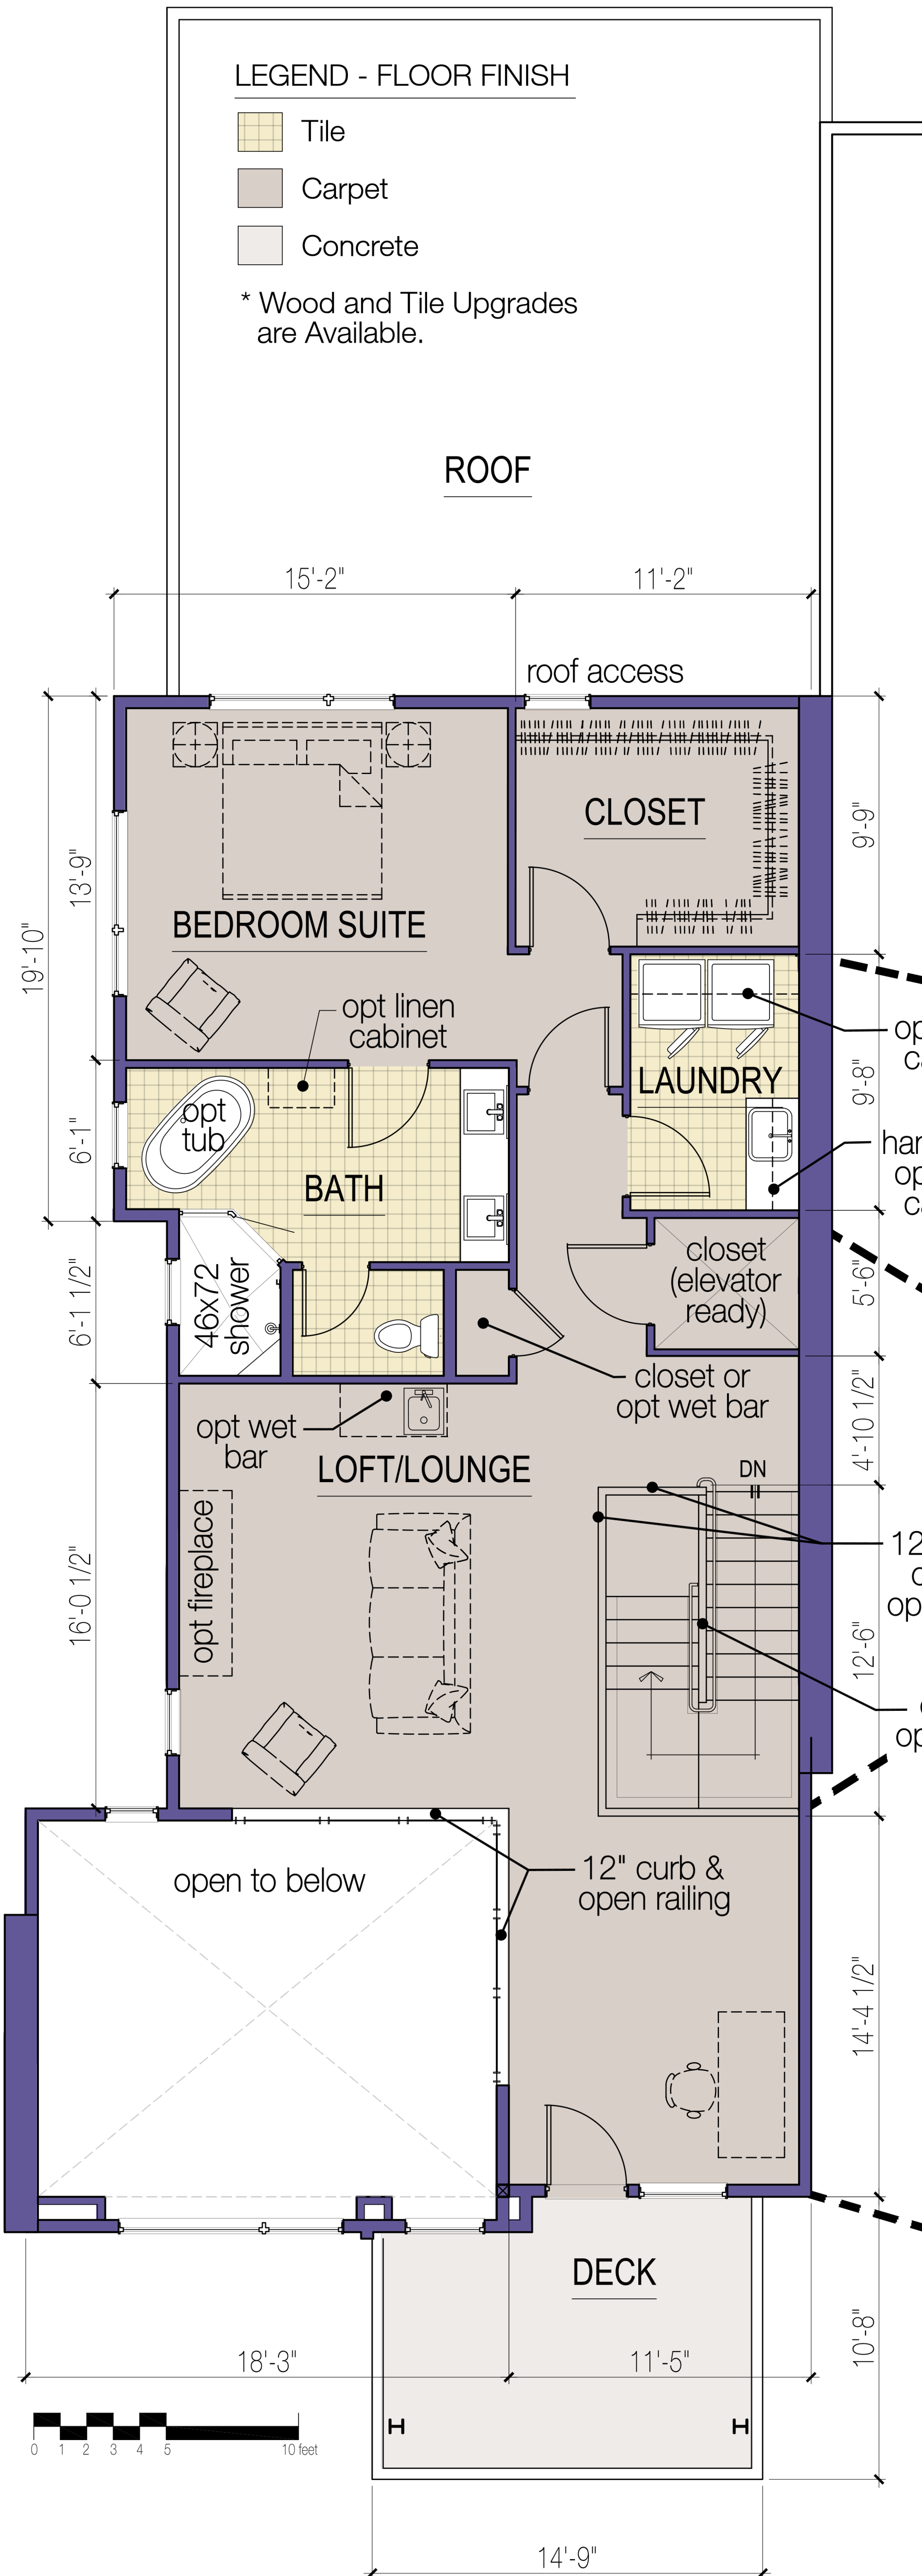 LEGEND - FLOOR FINISH
Tile
Carpet
Concrete
* Wood and Tile Upgrades
are Available.
ROOF
15'-2"
11'-2"
roof access
CLOSET
9'-9"
13'-9"
19'-10"
BEDROOM SUITE
opt linen
cabinet
LAUNDRY
9'-8"
opt
tub
6'-1"
BATH
closet
(elevator
ready)
5'-6"
46x72
shower
6'-1 1/2"
closet or
opt wet bar
opt wet
bar
LOFT/LOUNGE
4'-10 1/2"
DN
opt fireplace
16'-0 1/2"
12'-6"
open to below
12" curb &
open railing
14'-4 1/2"
DECK
18'-3"
11'-5"
10'-8"
H
H
0 1 2 3 4 5 10 feet
14'-9"